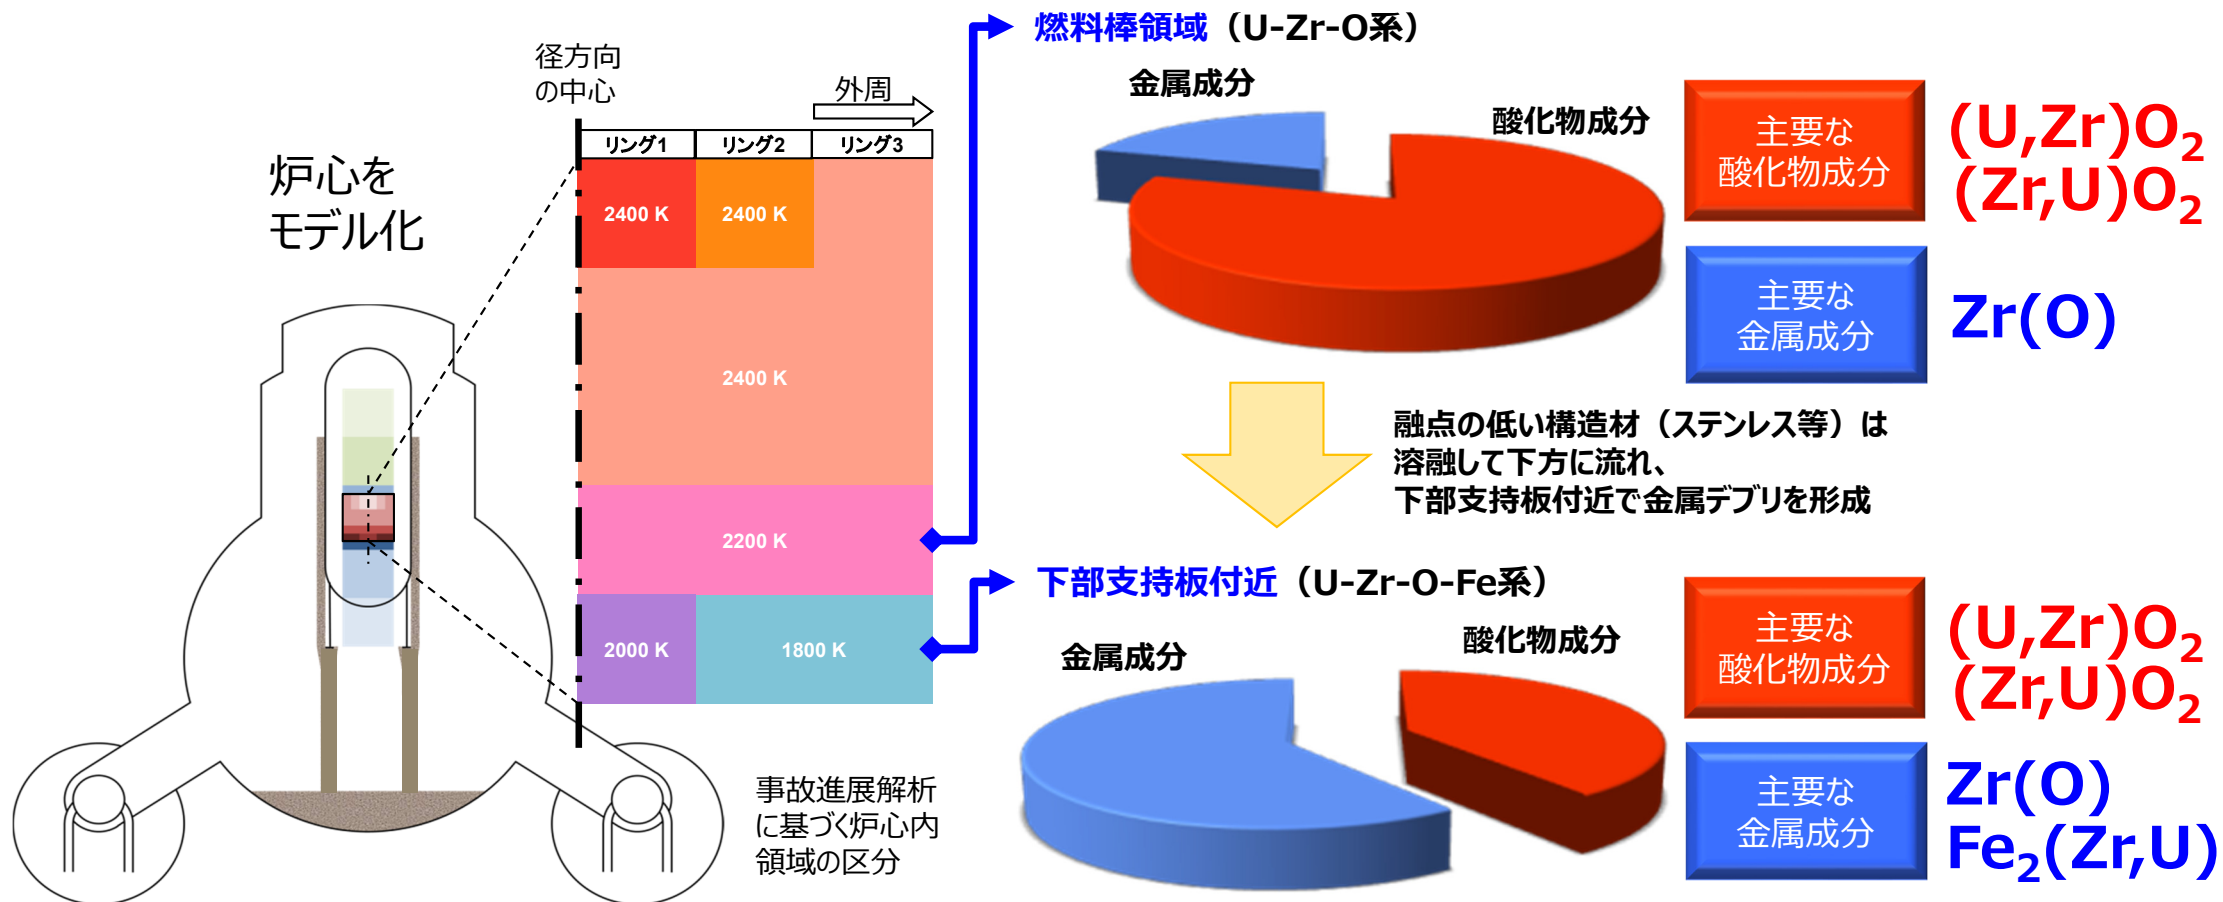 炉心を
モデル化
径方向
の中心
外周
リング1
リング2
リング3
2400 K
2400 K
2400 K
2200 K
2000 K
1800 K
事故進展解析
に基づく炉心内
領域の区分
燃料棒領域（U-Zr-O系）
金属成分
酸化物成分
主要な
酸化物成分
(U,Zr)O₂
(Zr,U)O₂
主要な
金属成分
Zr(O)
融点の低い構造材（ステンレス等）は
溶融して下方に流れ、
下部支持板付近で金属デブリを形成
下部支持板付近（U-Zr-O-Fe系）
金属成分
酸化物成分
主要な
酸化物成分
(U,Zr)O₂
(Zr,U)O₂
主要な
金属成分
Zr(O)
Fe₂(Zr,U)